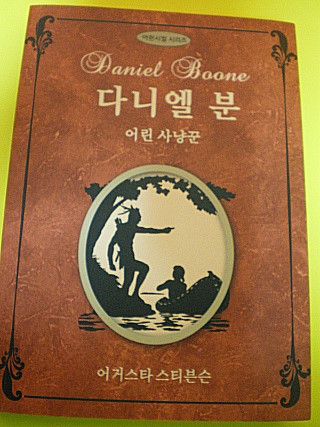 어린시절 시리즈
Daniel Boone
다니엘 분
어린 사냥꾼
어거스타 스티븐슨